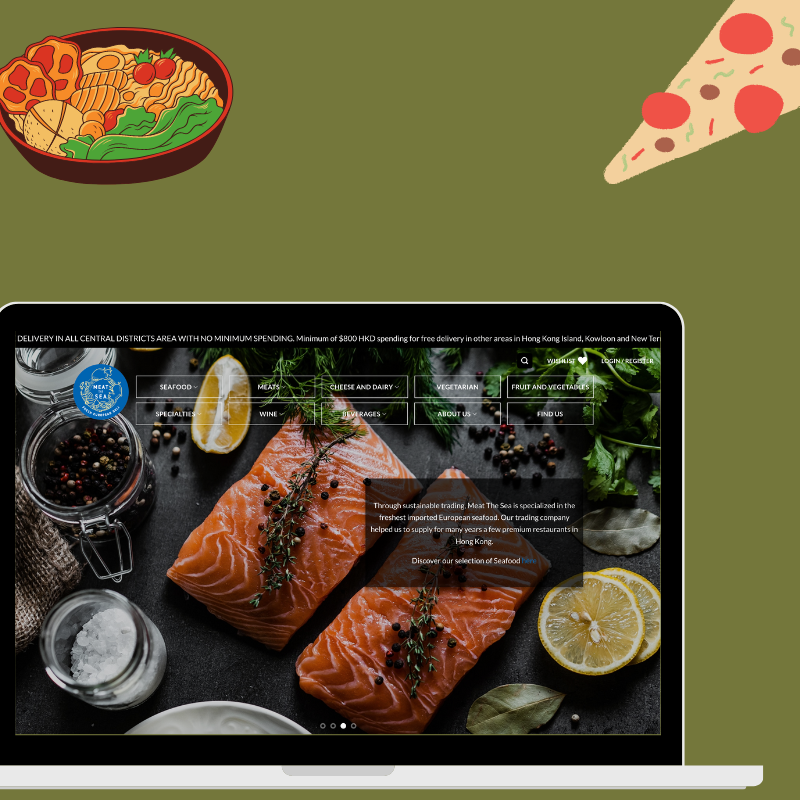 DELIVERY IN ALL CENTRAL DISTRICTS AREA WITH NO MINIMUM SPENDING. Minimum of $800 HKD spending for free delivery in other areas in Hong Kong Island, Kowloon and New Terr
WISHLIST LOGIN / REGISTER
SEAFOOD MEATS CHEESE AND DAIRY VEGETARIAN FRUIT AND VEGETABLES
MEAT
THE
SEA
SPECIALTIES WINE BEVERAGES ABOUT US FIND US
Through sustainable trading, Meat The Sea is specialized in the
freshest imported European seafood. Our trading company
helped us to supply for many years a few premium restaurants in
Hong Kong.
Discover our selection of Seafood here